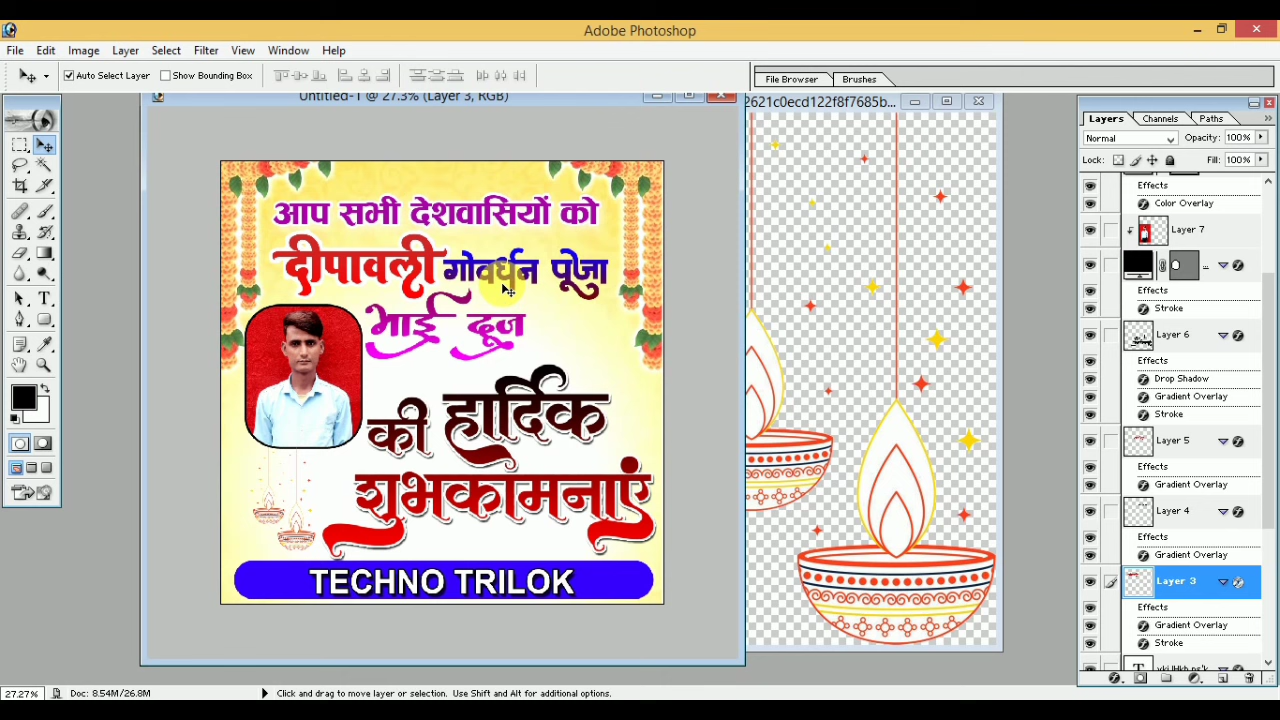 Adobe Photoshop
File Edit Image Layer Select Filter View Window Help
Auto Select Layer Show Bounding Box
File Browser Brushes
Untitled-1 @ 27.3% (Layer 3, RGB)
2621c0ecd122f8f7685b...
आप सभी देशवासियों को
दीपावली गोवर्धन पूजा
भाई दूज
की हार्दिक
शुभकामनाएं
TECHNO TRILOK
Layers Channels Paths
Normal Opacity: 100%
Lock: Fill: 100%
Effects
Color Overlay
Layer 7
...
Effects
Stroke
Layer 6
Effects
Drop Shadow
Gradient Overlay
Stroke
Layer 5
Effects
Gradient Overlay
Layer 4
Effects
Gradient Overlay
Layer 3
Effects
Gradient Overlay
Stroke
27.27% Doc: 8.54M/26.8M Click and drag to move layer or selection. Use Shift and Alt for additional options.